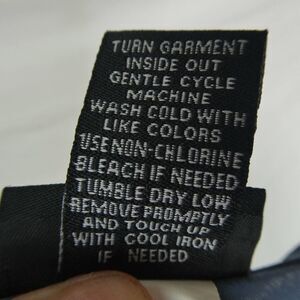 TURN GARMENT
INSIDE OUT
GENTLE CYCLE
MACHINE
WASH COLD WITH
LIKE COLORS
USE NON-CHLORINE
BLEACH IF NEEDED
TUMBLE DRY LOW
REMOVE PROMPTLY
AND TOUCH UP
WITH COOL IRON
IF NEEDED